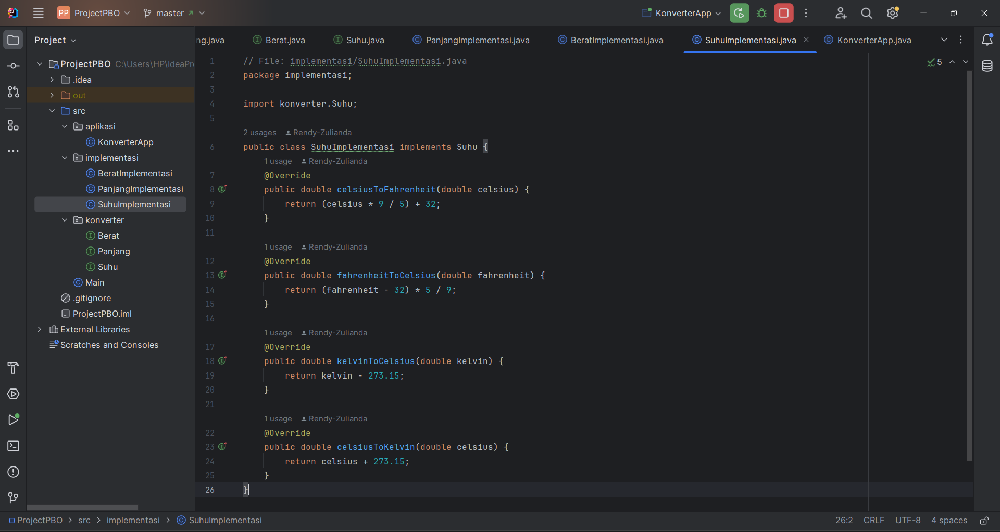 PP ProjectPBO master KonverterApp
Project
ng.java Berat.java Suhu.java PanjangImplementasi.java BeratImplementasi.java SuhuImplementasi.java KonverterApp.java
ProjectPBO C:\Users\HP\IdeaPr
.idea
out
src
aplikasi
KonverterApp
implementasi
BeratImplementasi
PanjangImplementasi
SuhuImplementasi
konverter
Berat
Panjang
Suhu
Main
.gitignore
ProjectPBO.iml
External Libraries
Scratches and Consoles
5
1 // File: implementasi/SuhuImplementasi.java
2 package implementasi;
3
4 import konverter.Suhu;
5
2 usages Rendy-Zulianda
6 public class SuhuImplementasi implements Suhu {
1 usage Rendy-Zulianda
7 @Override
8 public double celsiusToFahrenheit(double celsius) {
9 return (celsius * 9 / 5) + 32;
10 }
11
1 usage Rendy-Zulianda
12 @Override
13 public double fahrenheitToCelsius(double fahrenheit) {
14 return (fahrenheit - 32) * 5 / 9;
15 }
16
1 usage Rendy-Zulianda
17 @Override
18 public double kelvinToCelsius(double kelvin) {
19 return kelvin - 273.15;
20 }
21
1 usage Rendy-Zulianda
22 @Override
23 public double celsiusToKelvin(double celsius) {
24 return celsius + 273.15;
25 }
26 }
ProjectPBO > src > implementasi > SuhuImplementasi 26:2 CRLF UTF-8 4 spaces